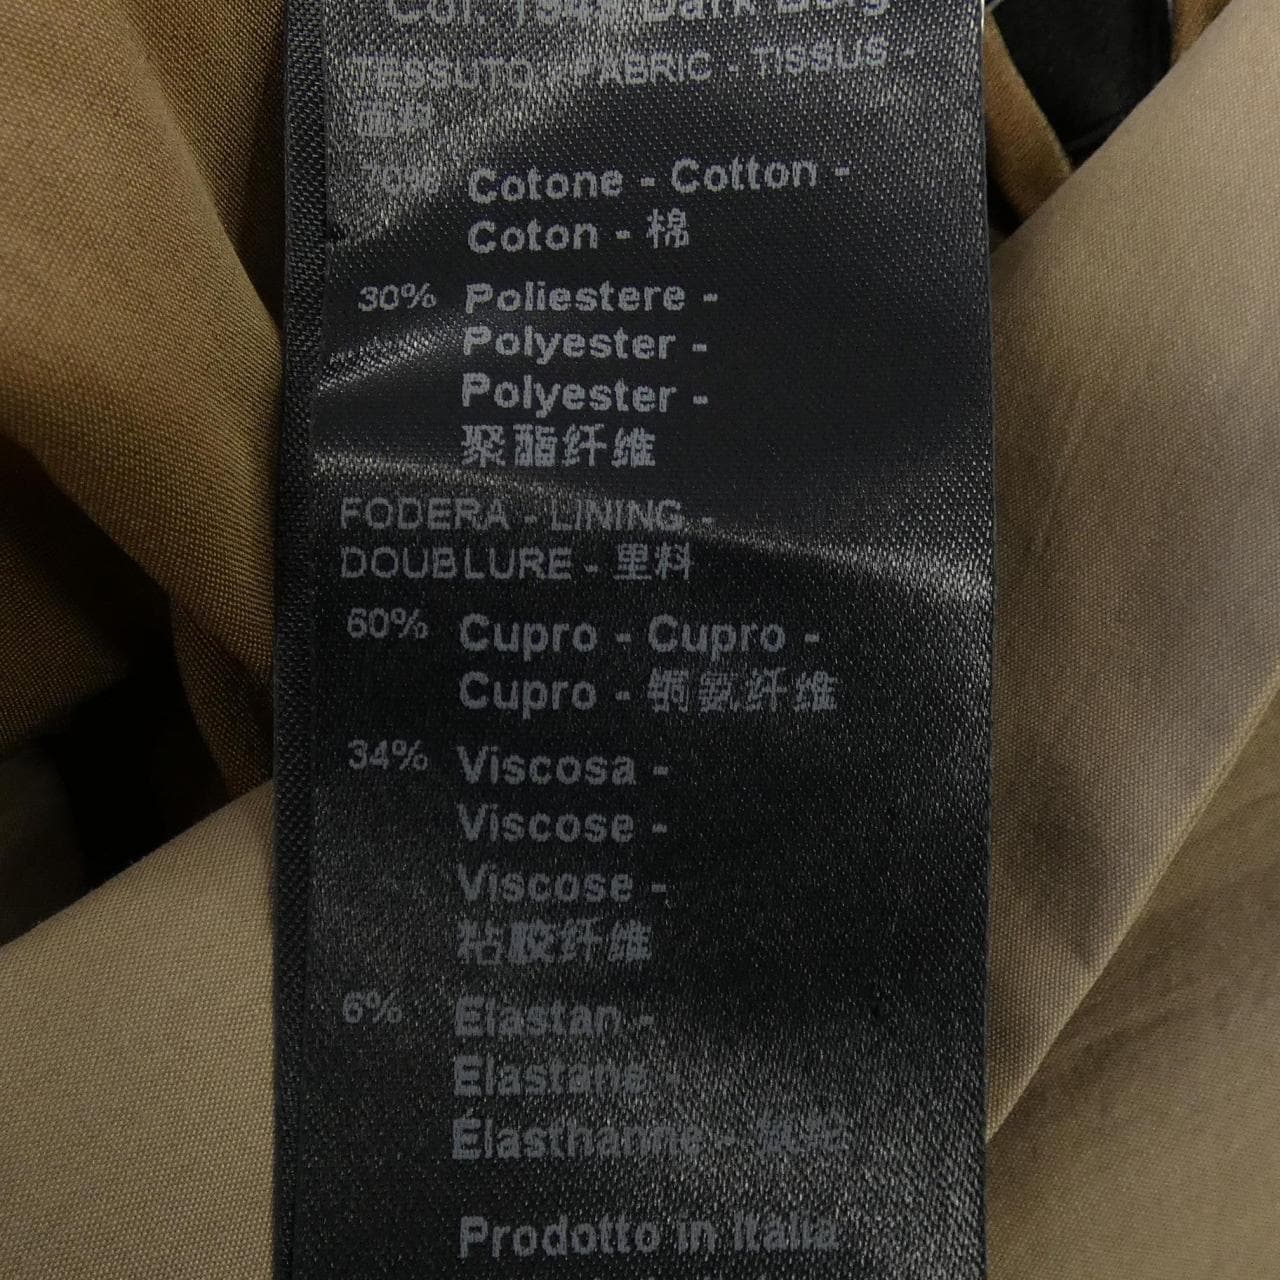 TESSUTO - FABRIC - TISSUS -
面料
70% Cotone - Cotton -
Coton - 棉
30% Poliestere -
Polyester -
Polyester -
聚酯纤维
FODERA - LINING -
DOUBLURE - 里料
60% Cupro - Cupro -
Cupro - 铜氨纤维
34% Viscosa -
Viscose -
Viscose -
粘胶纤维
6% Elastan -
Elastane -
Élasthanne -
Prodotto in Italia